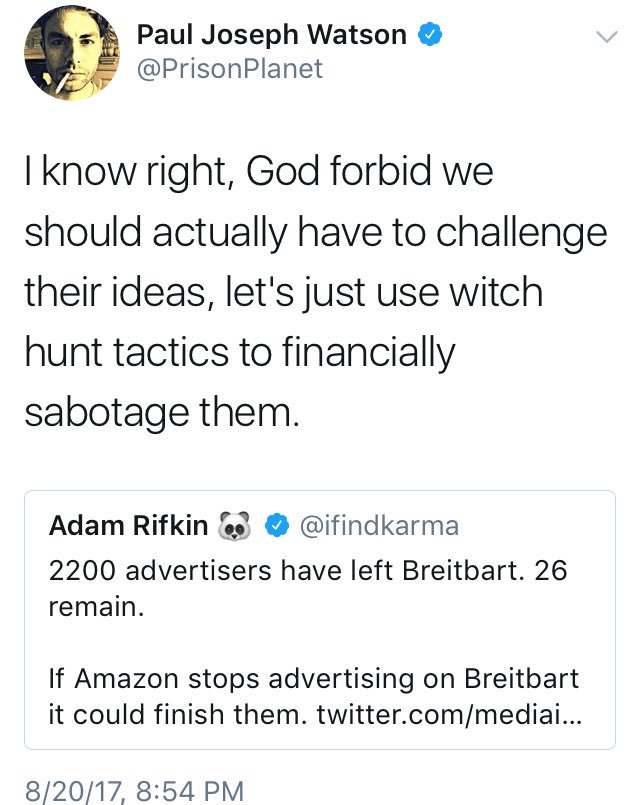 Paul Joseph Watson
@PrisonPlanet
I know right, God forbid we
should actually have to challenge
their ideas, let's just use witch
hunt tactics to financially
sabotage them.
Adam Rifkin 🐼 @ifindkarma
2200 advertisers have left Breitbart. 26
remain.
If Amazon stops advertising on Breitbart
it could finish them. twitter.com/mediai...
8/20/17, 8:54 PM